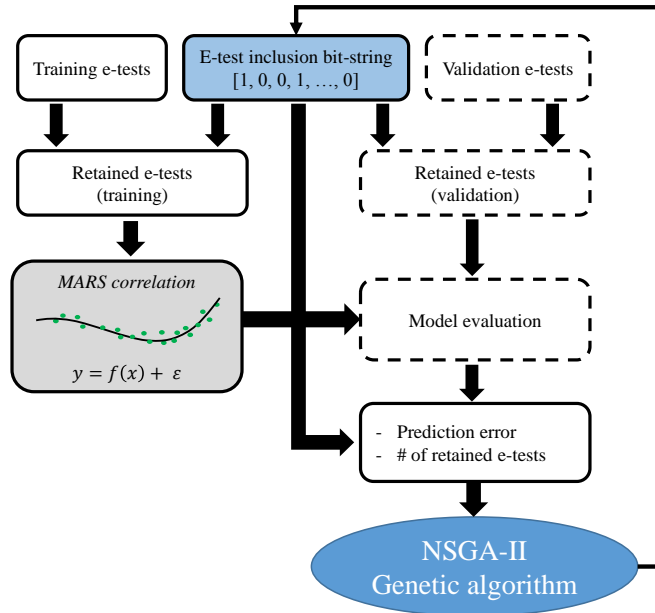 Training e-tests
E-test inclusion bit-string
[1, 0, 0, 1, …, 0]
Validation e-tests
Retained e-tests
(training)
Retained e-tests
(validation)
MARS correlation
y = f(x) + ε
Model evaluation
- Prediction error
- # of retained e-tests
NSGA-II
Genetic algorithm